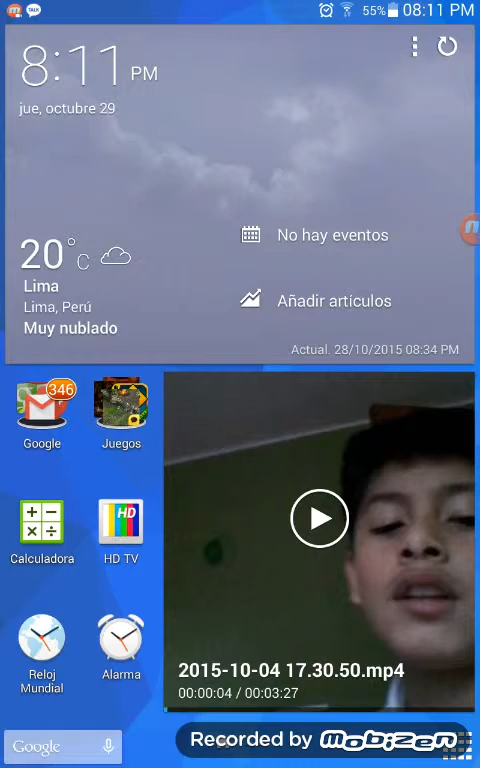 TALK
55%
08:11 PM
8:11 PM
jue, octubre 29
No hay eventos
20°C
Lima
Lima, Perú
Añadir artículos
Muy nublado
Actual. 28/10/2015 08:34 PM
346
Google
Juegos
HD
Calculadora
HD TV
Reloj
Mundial
Alarma
2015-10-04 17.30.50.mp4
00:00:04 / 00:03:27
Google
Recorded by Mobizen